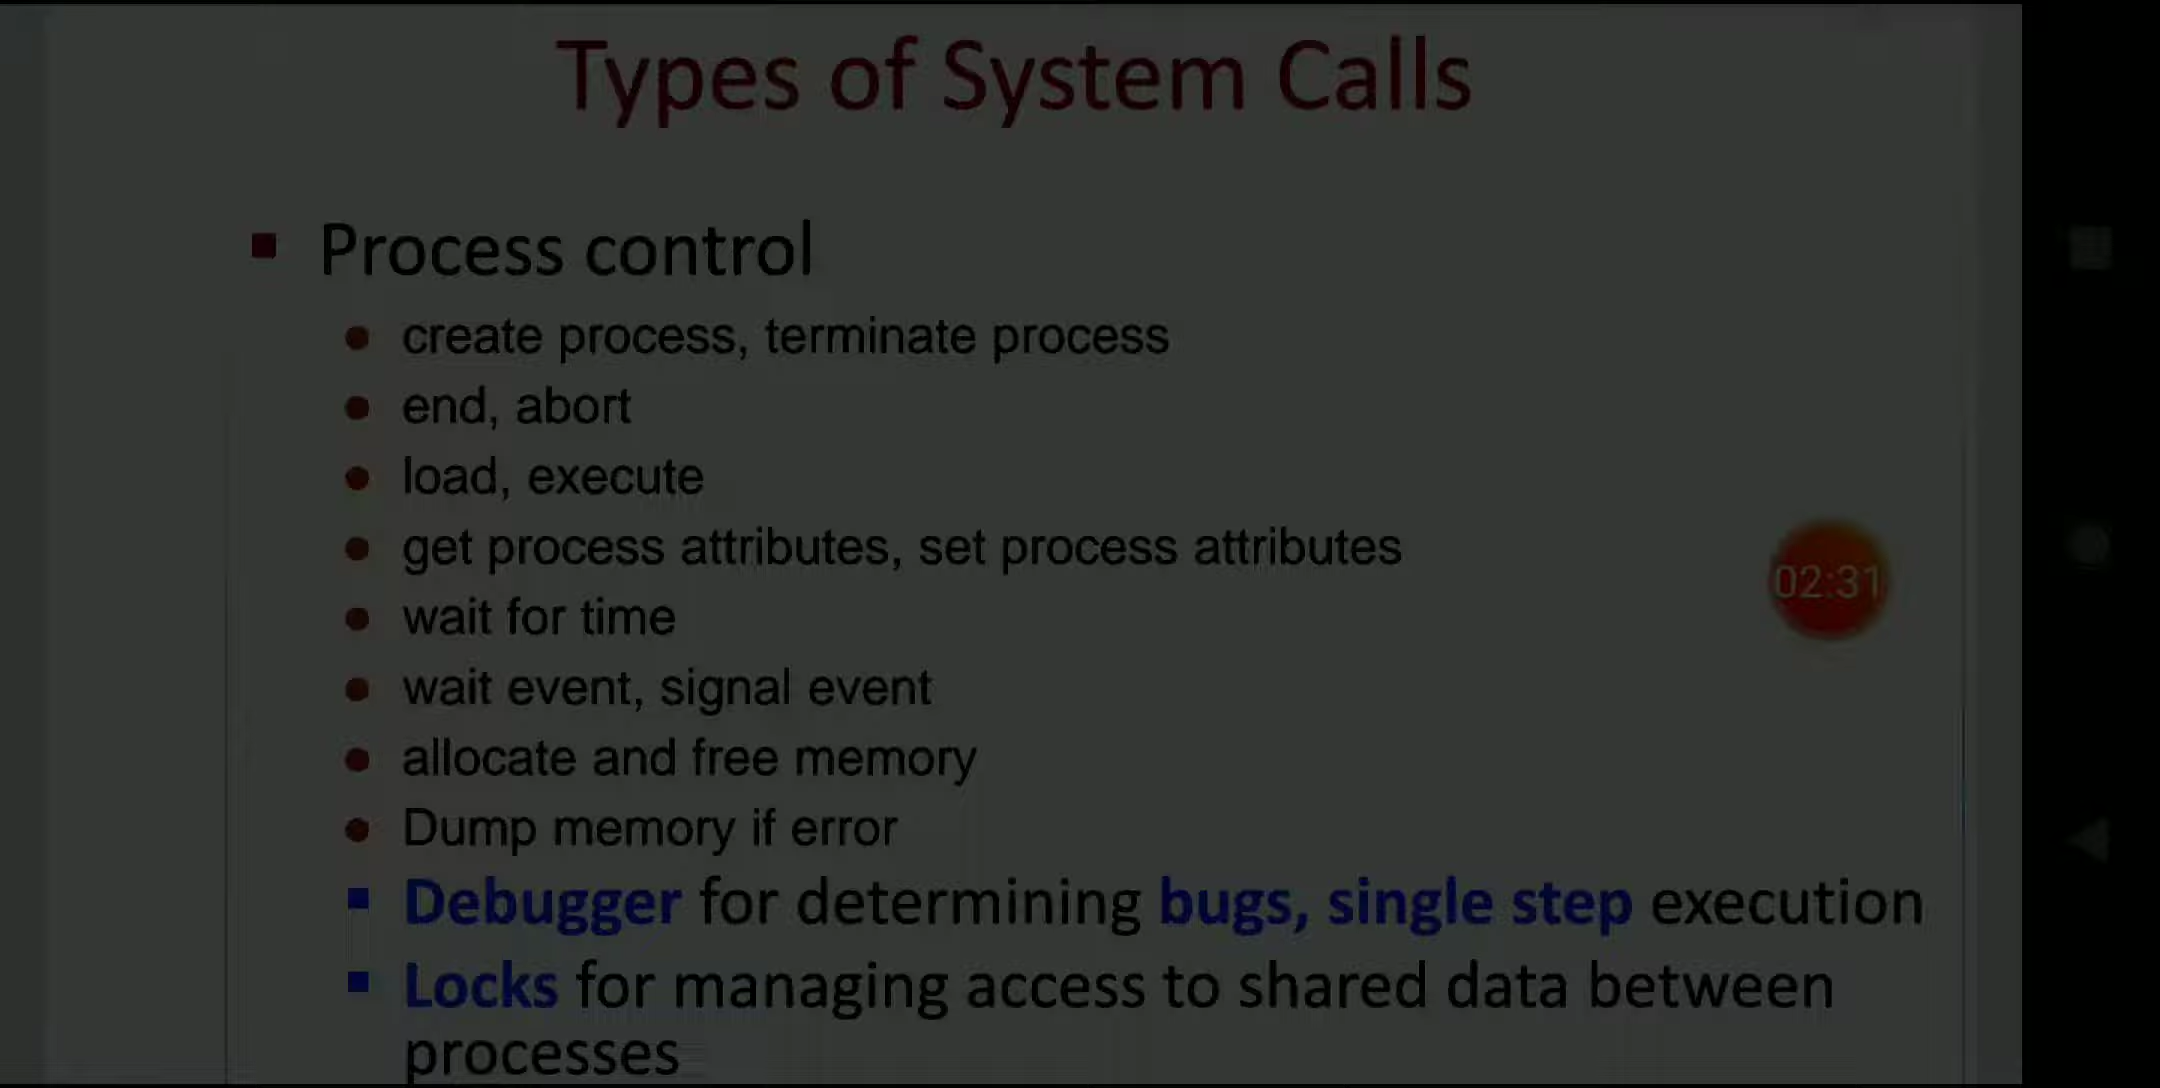 Types of System Calls
Process control
create process, terminate process
end, abort
load, execute
get process attributes, set process attributes
wait for time
wait event, signal event
allocate and free memory
Dump memory if error
Debugger for determining bugs, single step execution
Locks for managing access to shared data between
processes
02:31